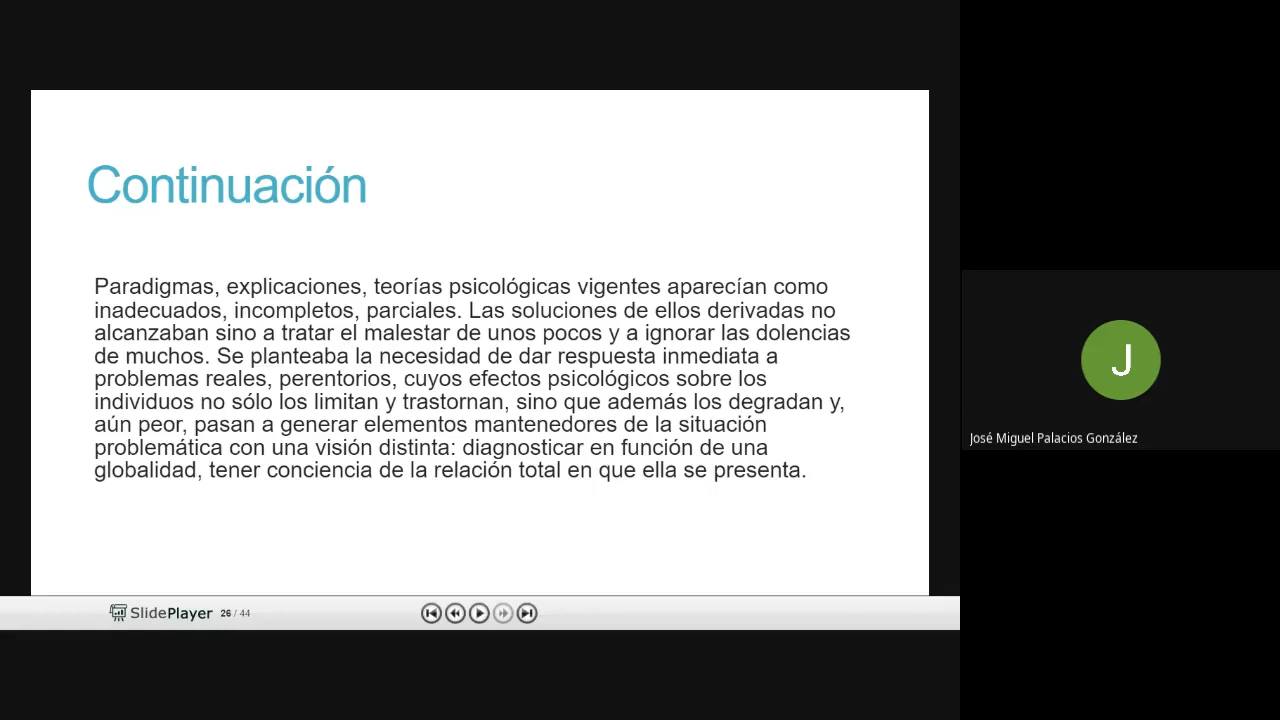 Continuación
Paradigmas, explicaciones, teorías psicológicas vigentes aparecían como
inadecuados, incompletos, parciales. Las soluciones de ellos derivadas no
alcanzaban sino a tratar el malestar de unos pocos y a ignorar las dolencias
de muchos. Se planteaba la necesidad de dar respuesta inmediata a
problemas reales, perentorios, cuyos efectos psicológicos sobre los
individuos no sólo los limitan y trastornan, sino que además los degradan y,
aún peor, pasan a generar elementos mantenedores de la situación
problemática con una visión distinta: diagnosticar en función de una
globalidad, tener conciencia de la relación total en que ella se presenta.
SlidePlayer 26 / 44
J
José Miguel Palacios González